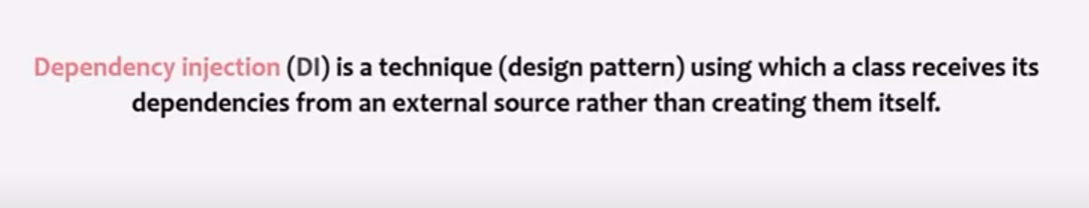 Dependency injection (DI) is a technique (design pattern) using which a class receives its
dependencies from an external source rather than creating them itself.